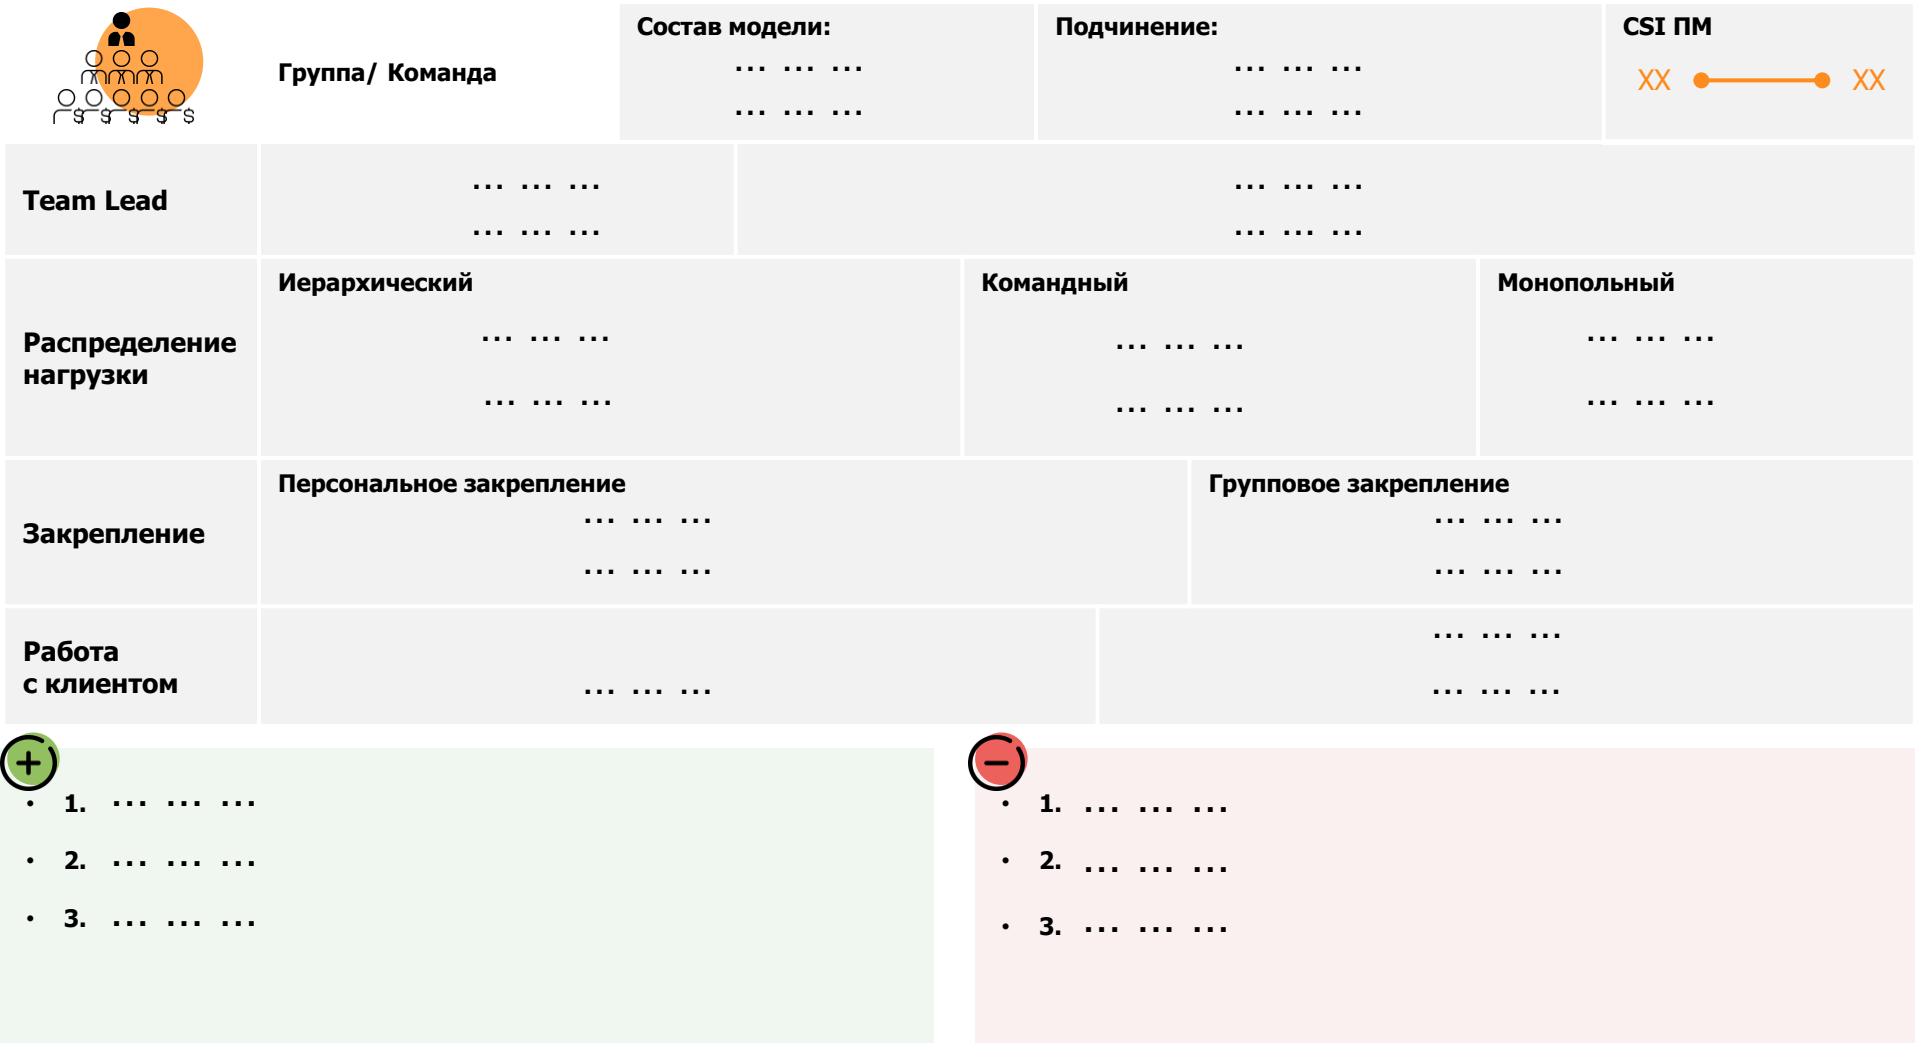 Группа/ Команда
Состав модели:
... ... ...
... ... ...
Подчинение:
... ... ...
... ... ...
CSI ПМ
XX XX
Team Lead
... ... ...
... ... ...
... ... ...
... ... ...
Распределение
нагрузки
Иерархический
... ... ...
... ... ...
Командный
... ... ...
... ... ...
Монопольный
... ... ...
... ... ...
Закрепление
Персональное закрепление
... ... ...
... ... ...
Групповое закрепление
... ... ...
... ... ...
Работа
с клиентом
... ... ...
... ... ...
... ... ...
• 1. ... ... ...
• 2. ... ... ...
• 3. ... ... ...
• 1. ... ... ...
• 2. ... ... ...
• 3. ... ... ...